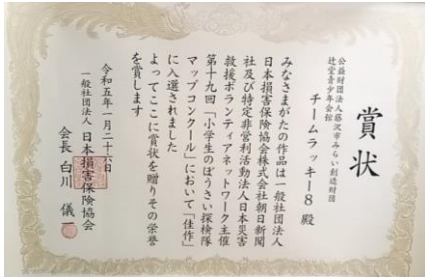 賞状
公益財団法人藤沢市みらい創造財団
辻堂青少年会館
チームラッキー8 殿
みなさまがたの作品は一般社団法人
日本損害保険協会株式会社朝日新聞
社及び特定非営利活動法人日本災害
救援ボランティアネットワーク主催
第十九回「小学生のぼうさい探検隊
マップコンクール」において「佳作」
に入選されました
よってここに賞状を贈りその栄誉
を賞します
令和五年一月二十六日
一般社団法人 日本損害保険協会
会長 白川 儀